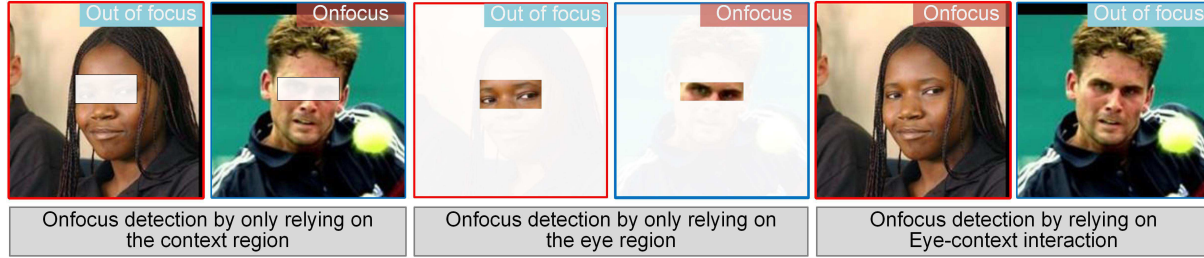 Out of focus
Onfocus
Out of focus
Onfocus
Onfocus
Out of focus
Onfocus detection by only relying on
the context region
Onfocus detection by only relying on
the eye region
Onfocus detection by relying on
Eye-context interaction